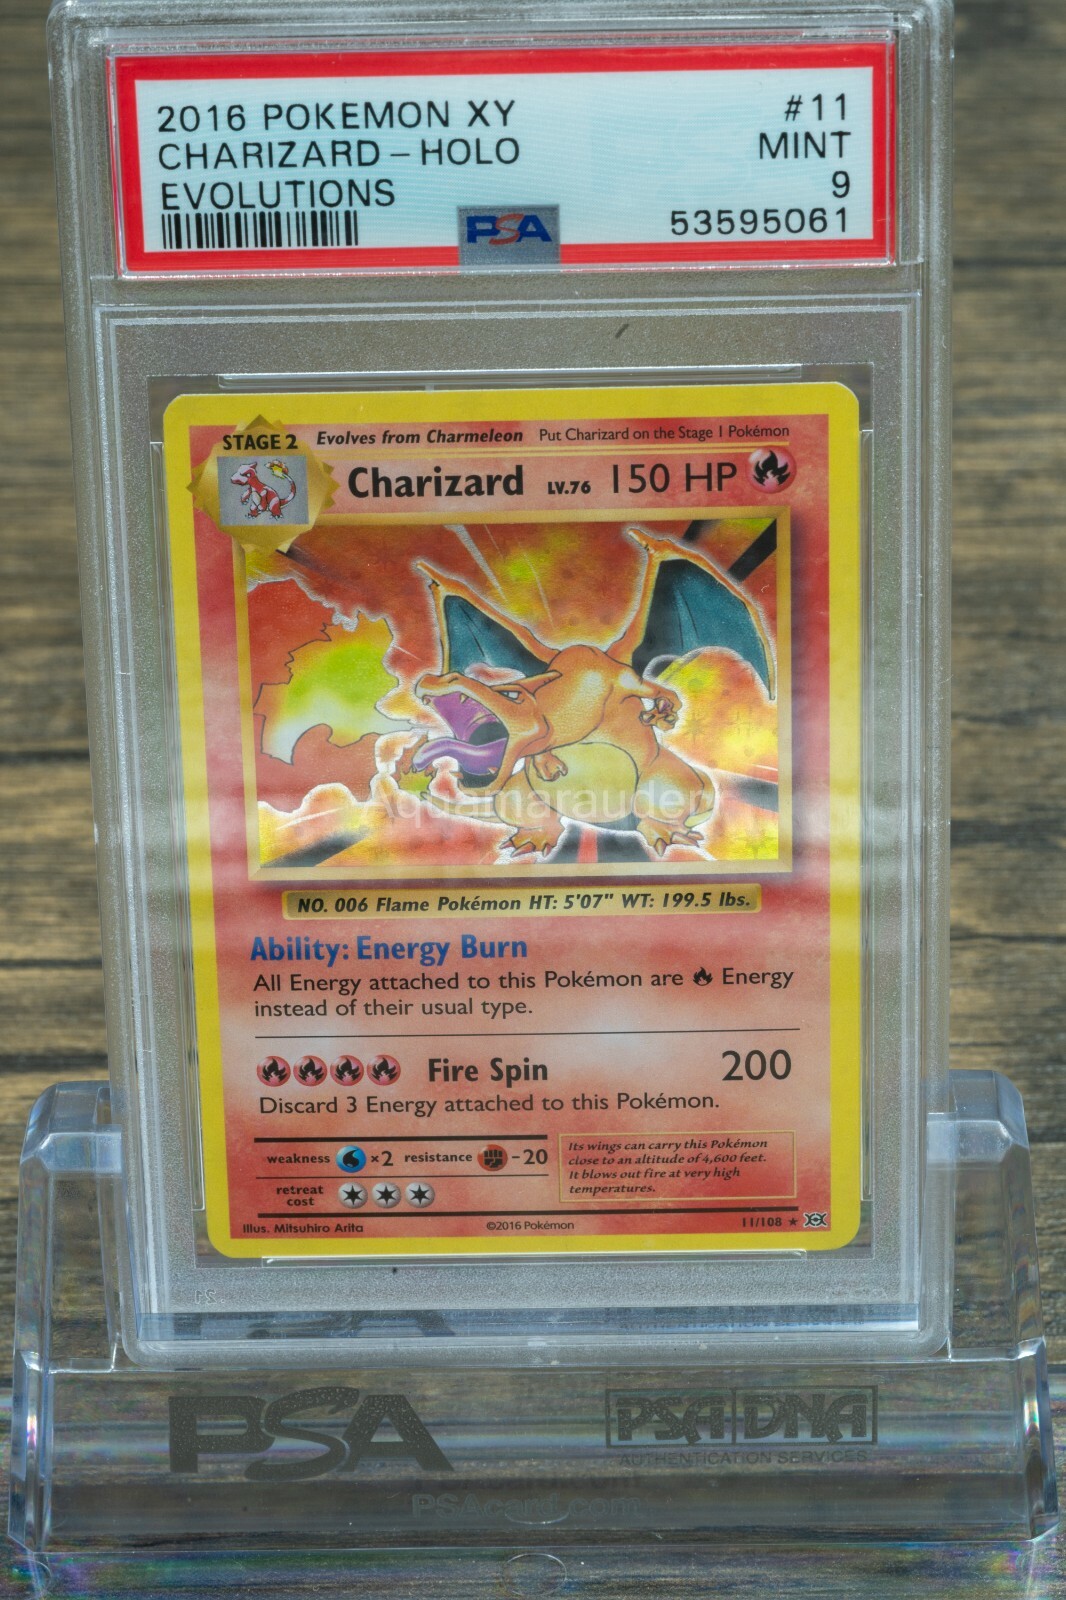 2016 POKEMON XY #11
CHARIZARD – HOLO MINT
EVOLUTIONS 9
PSA 53595061
STAGE 2 Evolves from Charmeleon Put Charizard on the Stage 1 Pokémon
Charizard LV.76 150 HP
Aquamarauder
NO. 006 Flame Pokémon HT: 5'07" WT: 199.5 lbs.
Ability: Energy Burn
All Energy attached to this Pokémon are Energy
instead of their usual type.
Fire Spin 200
Discard 3 Energy attached to this Pokémon.
weakness ×2 resistance -20
retreat
cost
Its wings can carry this Pokémon
close to an altitude of 4,600 feet.
It blows out fire at very high
temperatures.
Illus. Mitsuhiro Arita ©2016 Pokémon 11/108 ★
PSA PSA DNA
AUTHENTICATION SERVICES
PSAcard.com